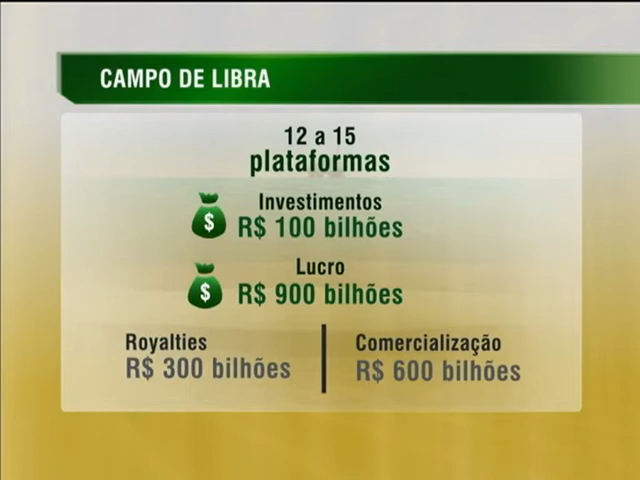 CAMPO DE LIBRA
12 a 15
plataformas
Investimentos
$ R$ 100 bilhões
Lucro
$ R$ 900 bilhões
Royalties
R$ 300 bilhões
Comercialização
R$ 600 bilhões